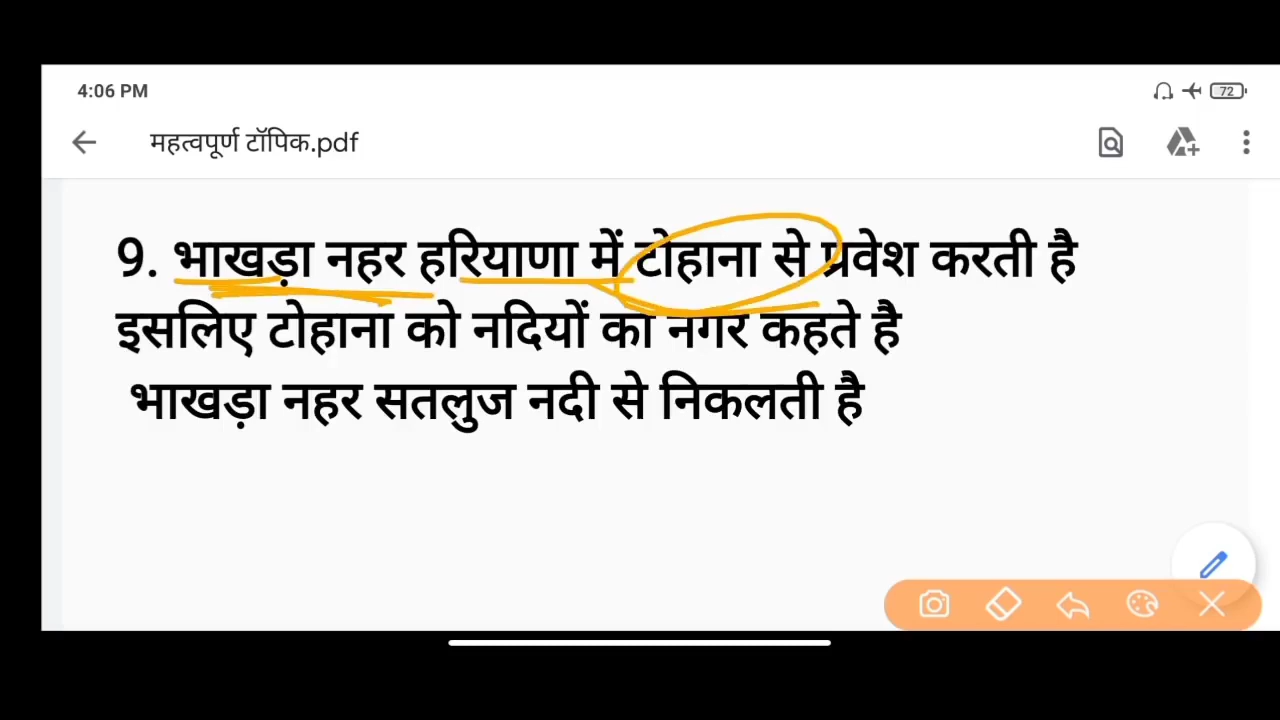 4:06 PM
72
महत्वपूर्ण टॉपिक.pdf
9. भाखड़ा नहर हरियाणा में टोहाना से प्रवेश करती है
इसलिए टोहाना को नदियों का नगर कहते है
भाखड़ा नहर सतलुज नदी से निकलती है